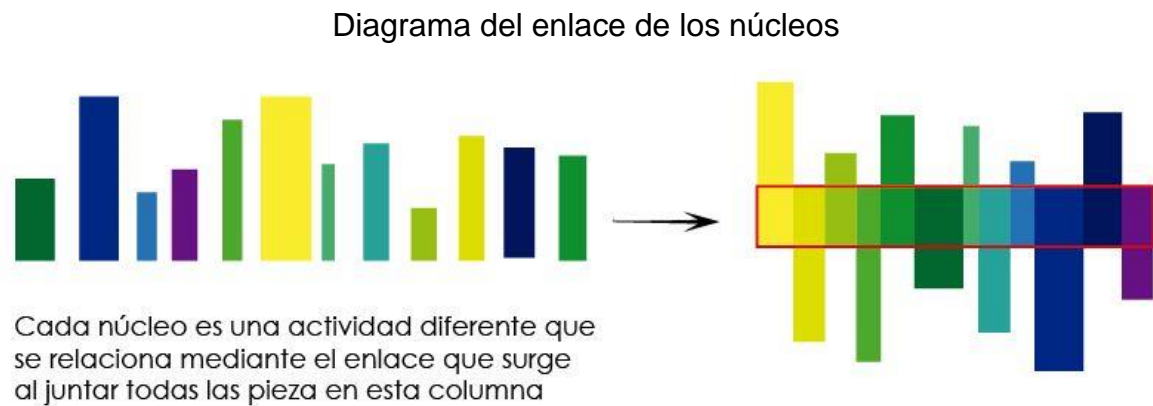 Diagrama del enlace de los núcleos
Cada núcleo es una actividad diferente que
se relaciona mediante el enlace que surge
al juntar todas las pieza en esta columna